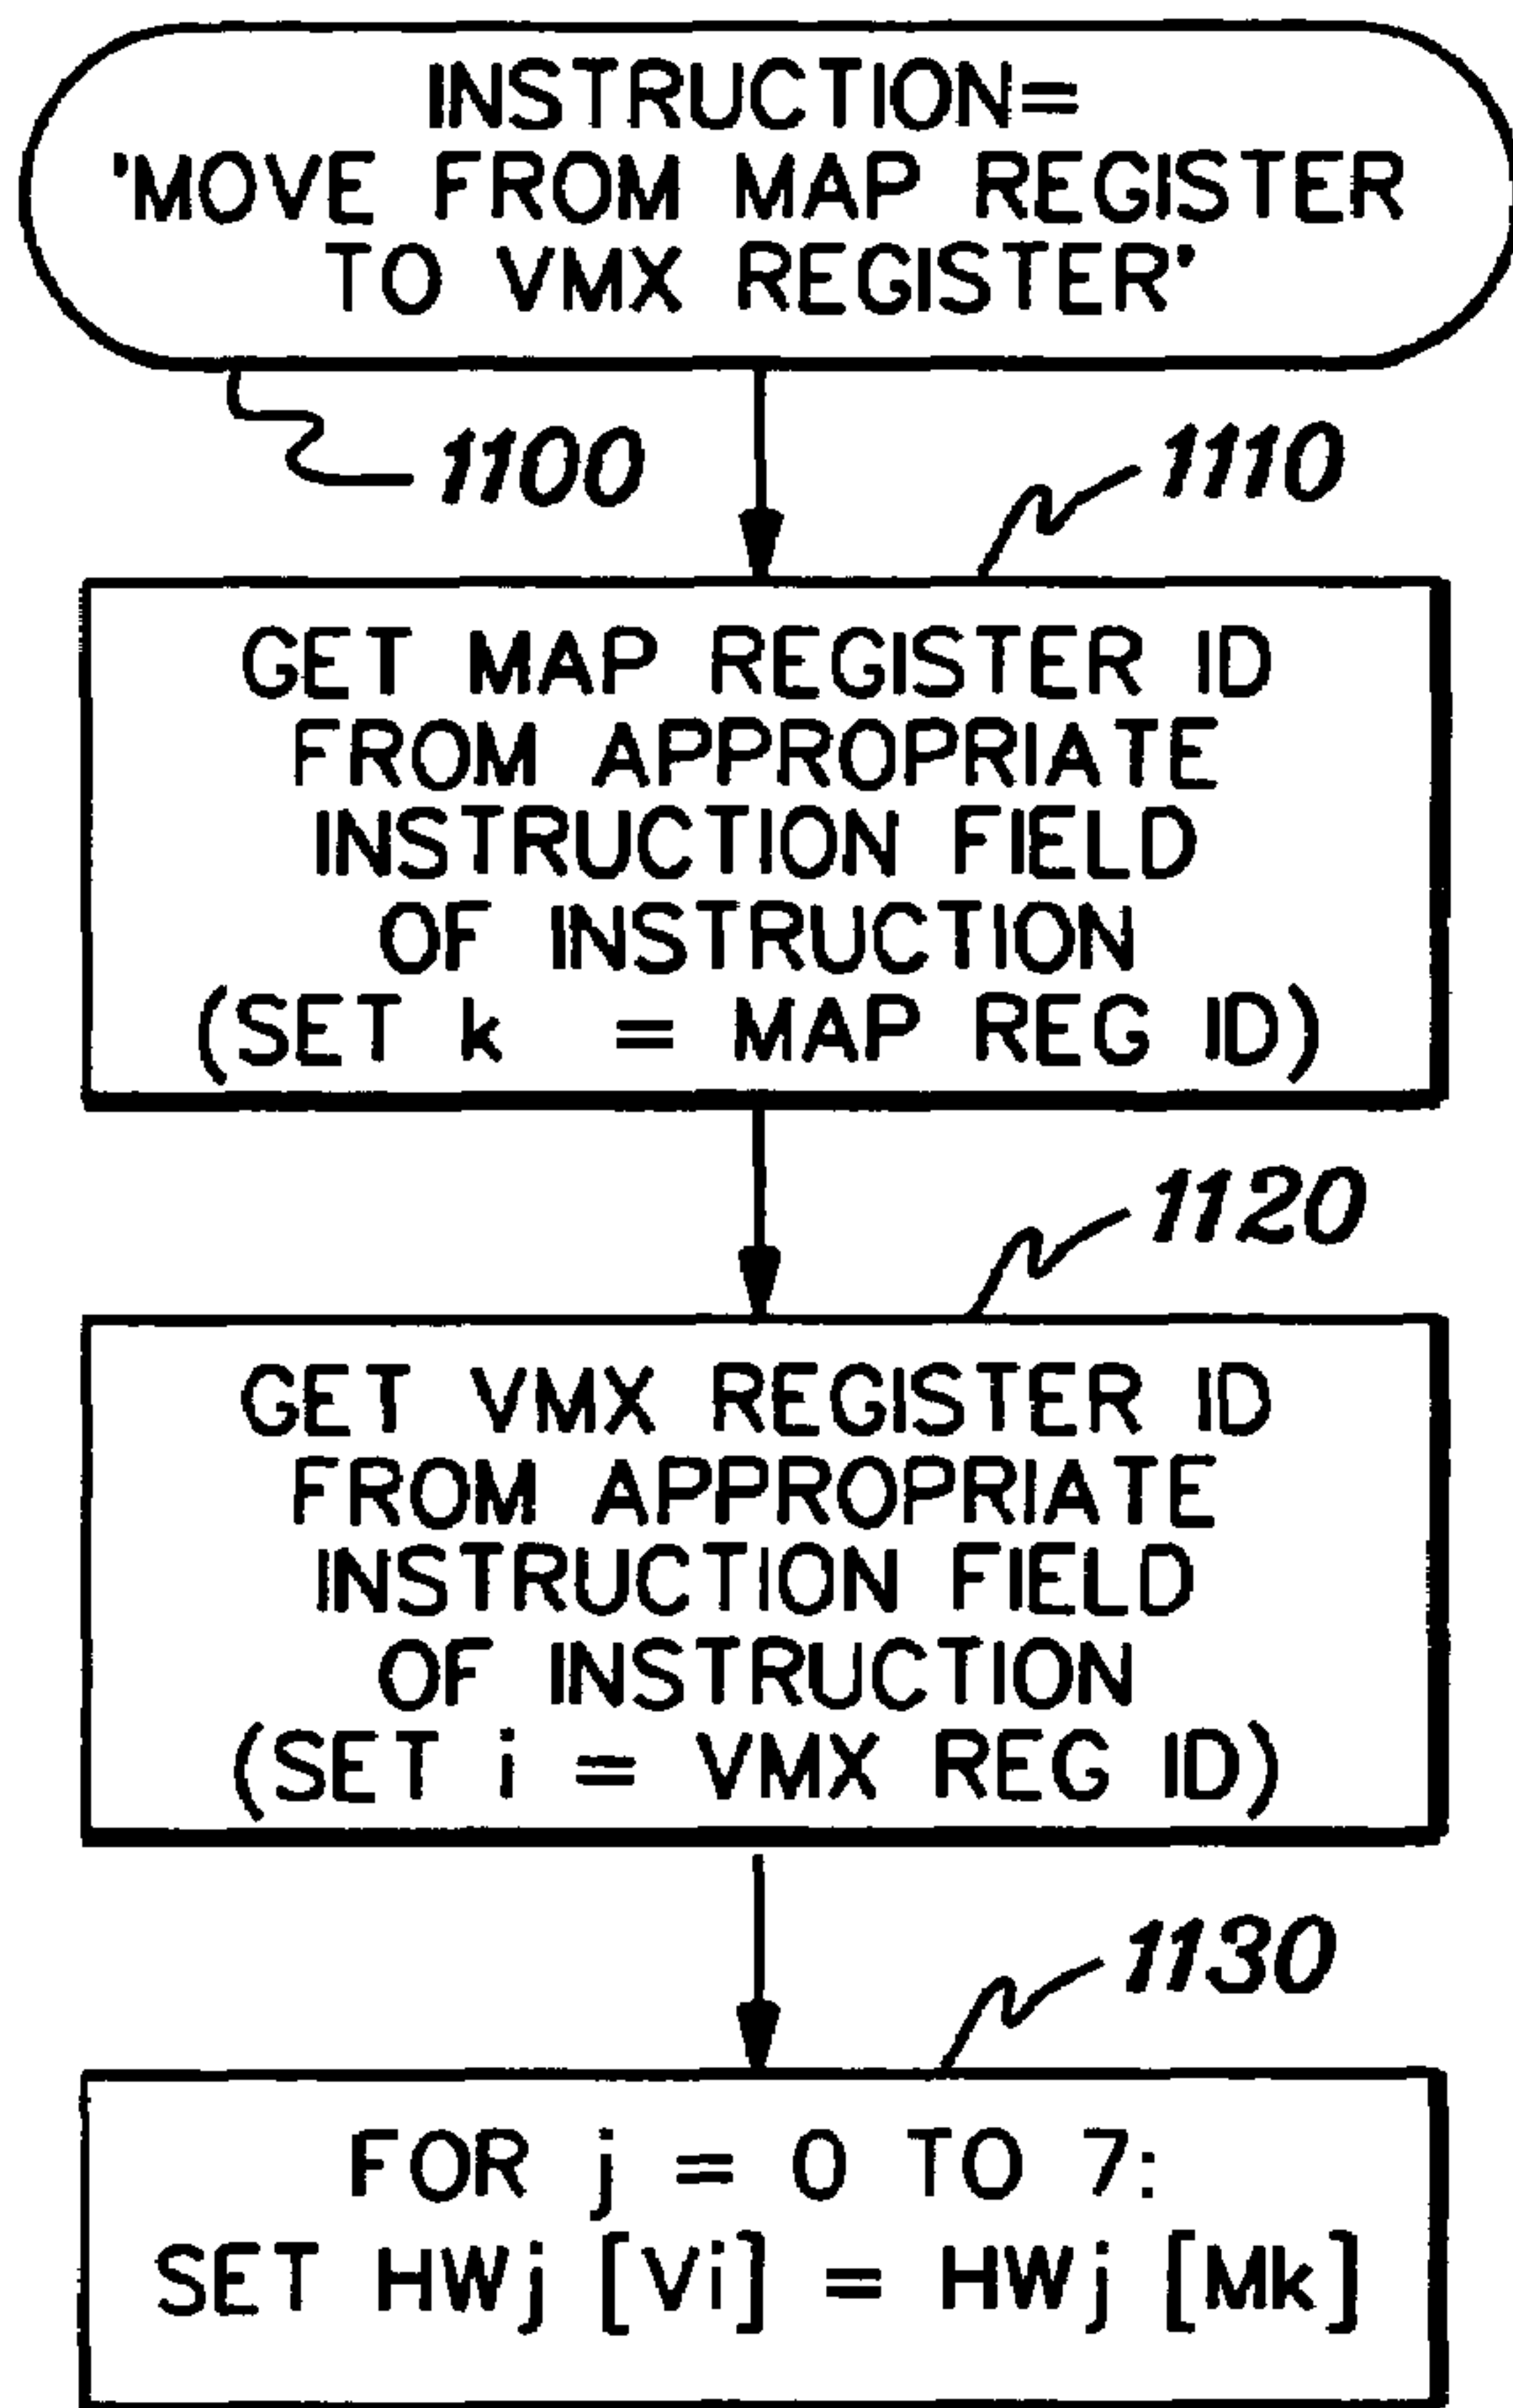 INSTRUCTION=
'MOVE FROM MAP REGISTER
TO VMX REGISTER'
1100
1110
GET MAP REGISTER ID
FROM APPROPRIATE
INSTRUCTION FIELD
OF INSTRUCTION
(SET k = MAP REG ID)
1120
GET VMX REGISTER ID
FROM APPROPRIATE
INSTRUCTION FIELD
OF INSTRUCTION
(SET i = VMX REG ID)
1130
FOR j = 0 TO 7:
SET HWj [Vi] = HWj [Mk]